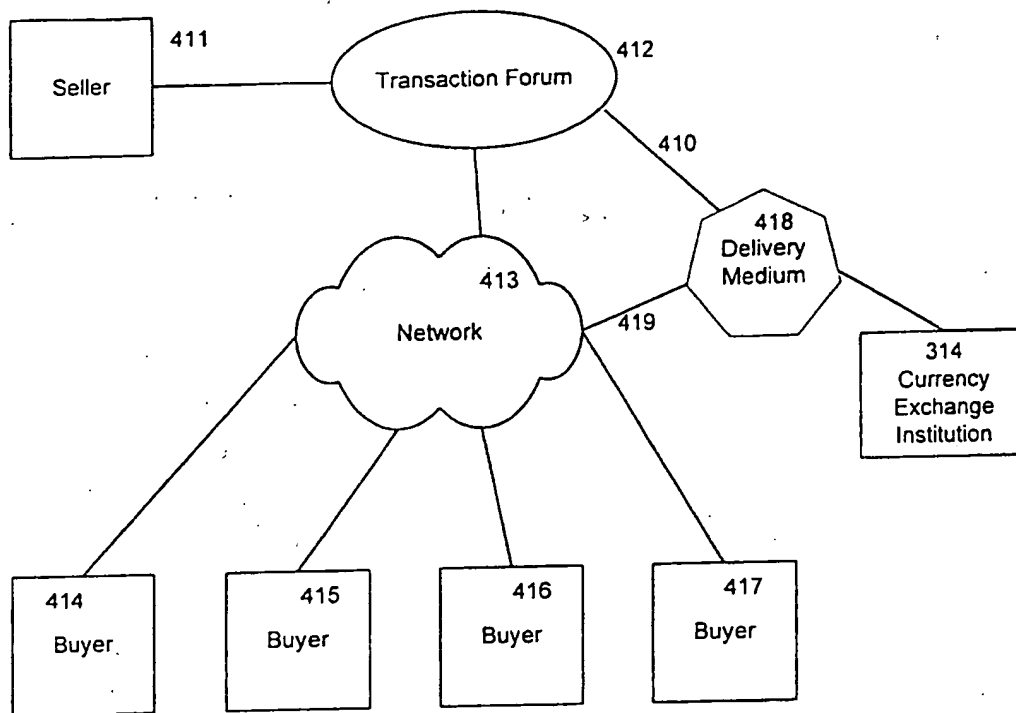 411
412
Seller
Transaction Forum
410
418
Delivery
Medium
413
419
Network
314
Currency
Exchange
Institution
414
Buyer
415
Buyer
416
Buyer
417
Buyer